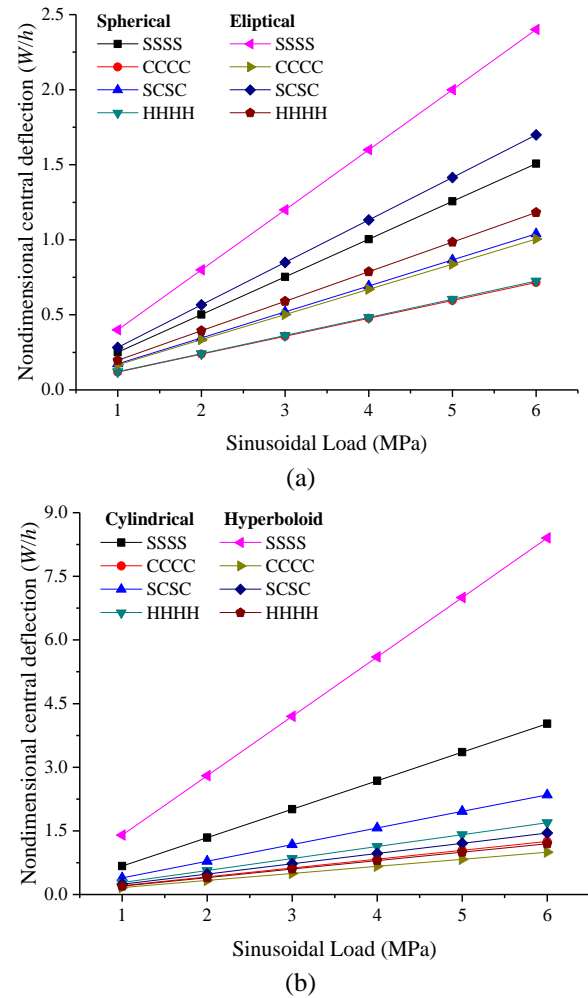 Spherical Eliptical
SSSS SSSS
CCCC CCCC
SCSC SCSC
HHHH HHHH
Nondimensional central deflection (W/h)
2.5
2.0
1.5
1.0
0.5
0.0
1 2 3 4 5 6
Sinusoidal Load (MPa)
(a)
Cylindrical Hyperboloid
SSSS SSSS
CCCC CCCC
SCSC SCSC
HHHH HHHH
Nondimensional central deflection (W/h)
9.0
7.5
6.0
4.5
3.0
1.5
0.0
1 2 3 4 5 6
Sinusoidal Load (MPa)
(b)